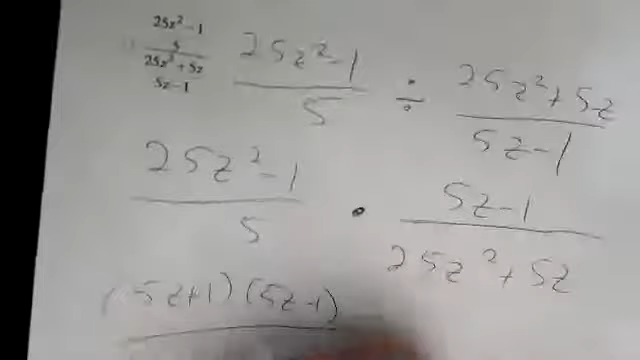 25z² - 1
5
25z² + 5z
5z - 1
25z² - 1 / 5 ÷ 25z² + 5z / 5z - 1
25z² - 1 / 5 · 5z - 1 / 25z² + 5z
(5z+1)(5z-1)